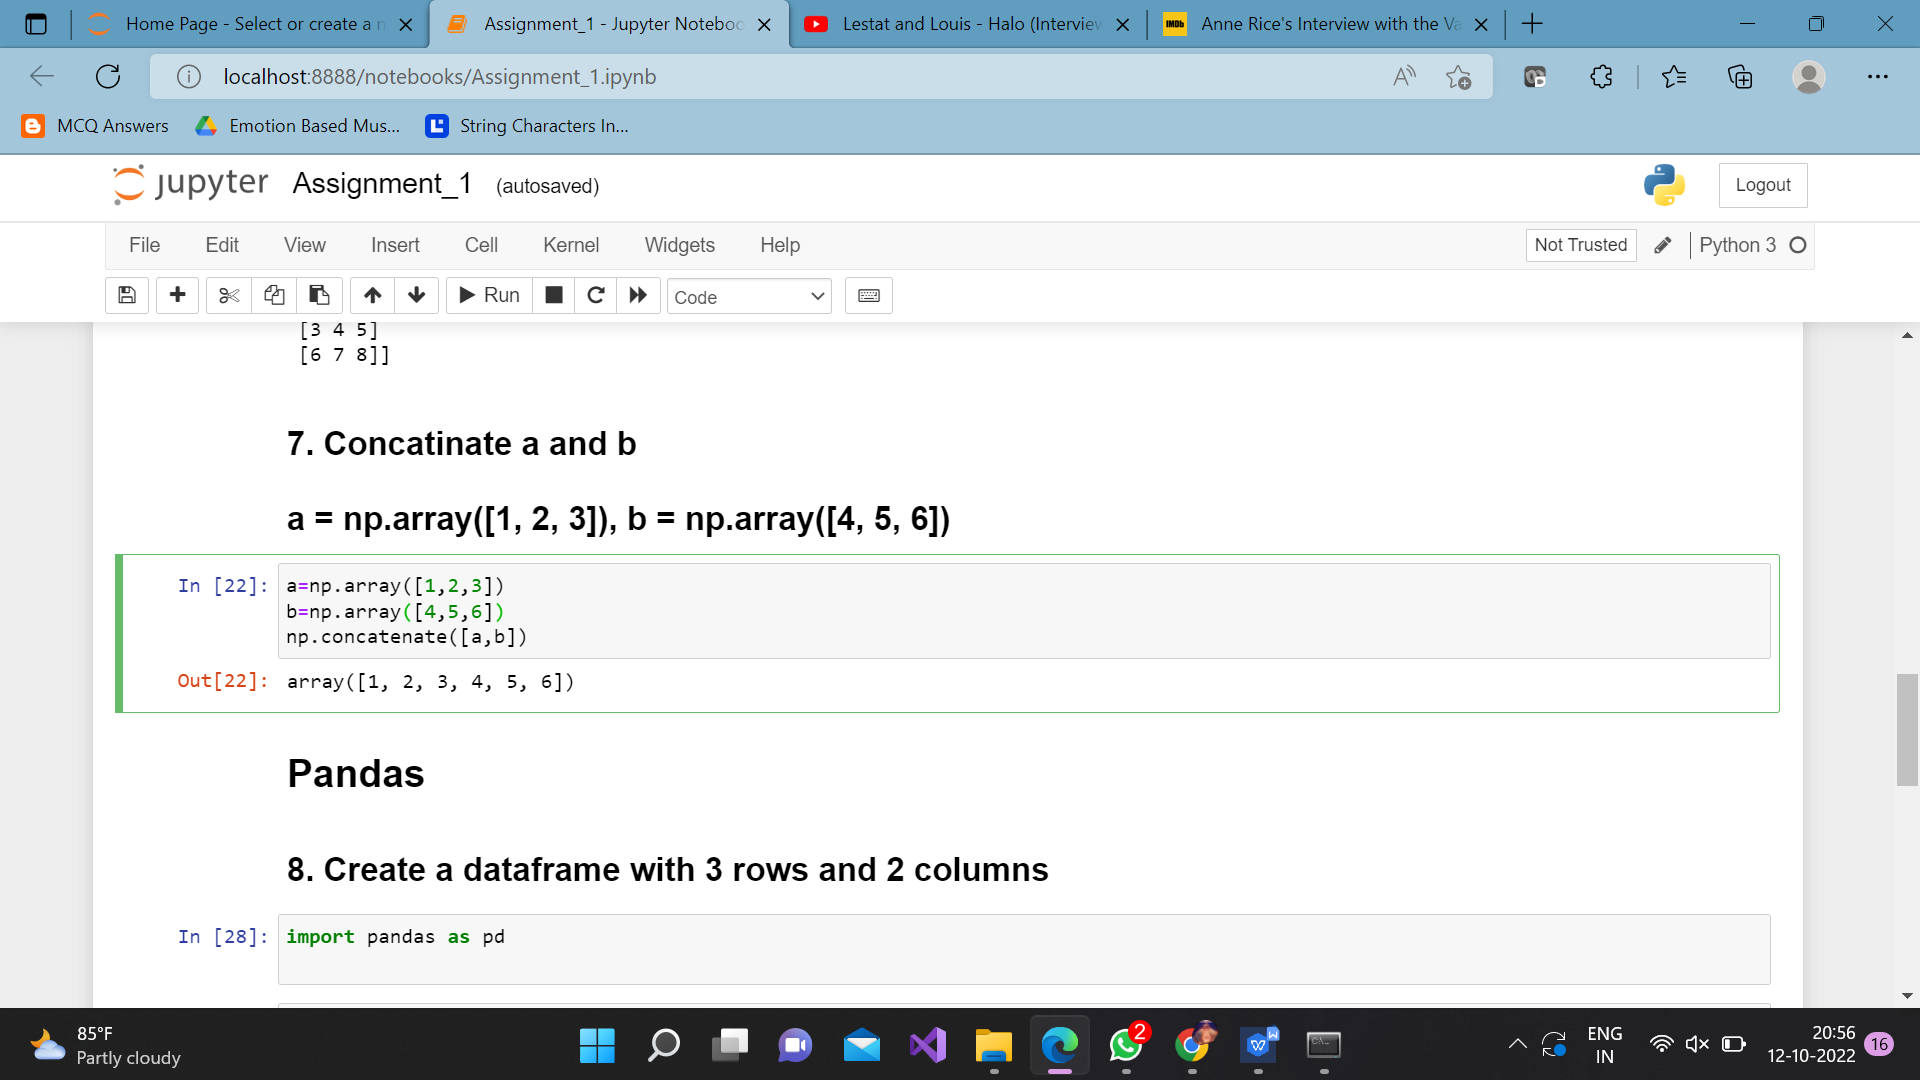 Home Page - Select or create a n
Assignment_1 - Jupyter Noteboo
Lestat and Louis - Halo (Interview
IMDb
Anne Rice's Interview with the Va
localhost:8888/notebooks/Assignment_1.ipynb
MCQ Answers
Emotion Based Mus...
String Characters In...
jupyter
Assignment_1
(autosaved)
Logout
File
Edit
View
Insert
Cell
Kernel
Widgets
Help
Not Trusted
Python 3
Run
Code
[3 4 5]
[6 7 8]]
7. Concatinate a and b
a = np.array([1, 2, 3]), b = np.array([4, 5, 6])
In [22]:
a=np.array([1,2,3])
b=np.array([4,5,6])
np.concatenate([a,b])
Out[22]:
array([1, 2, 3, 4, 5, 6])
Pandas
8. Create a dataframe with 3 rows and 2 columns
In [28]:
import pandas as pd
85°F
Partly cloudy
2
W
ENG
IN
20:56
12-10-2022
16